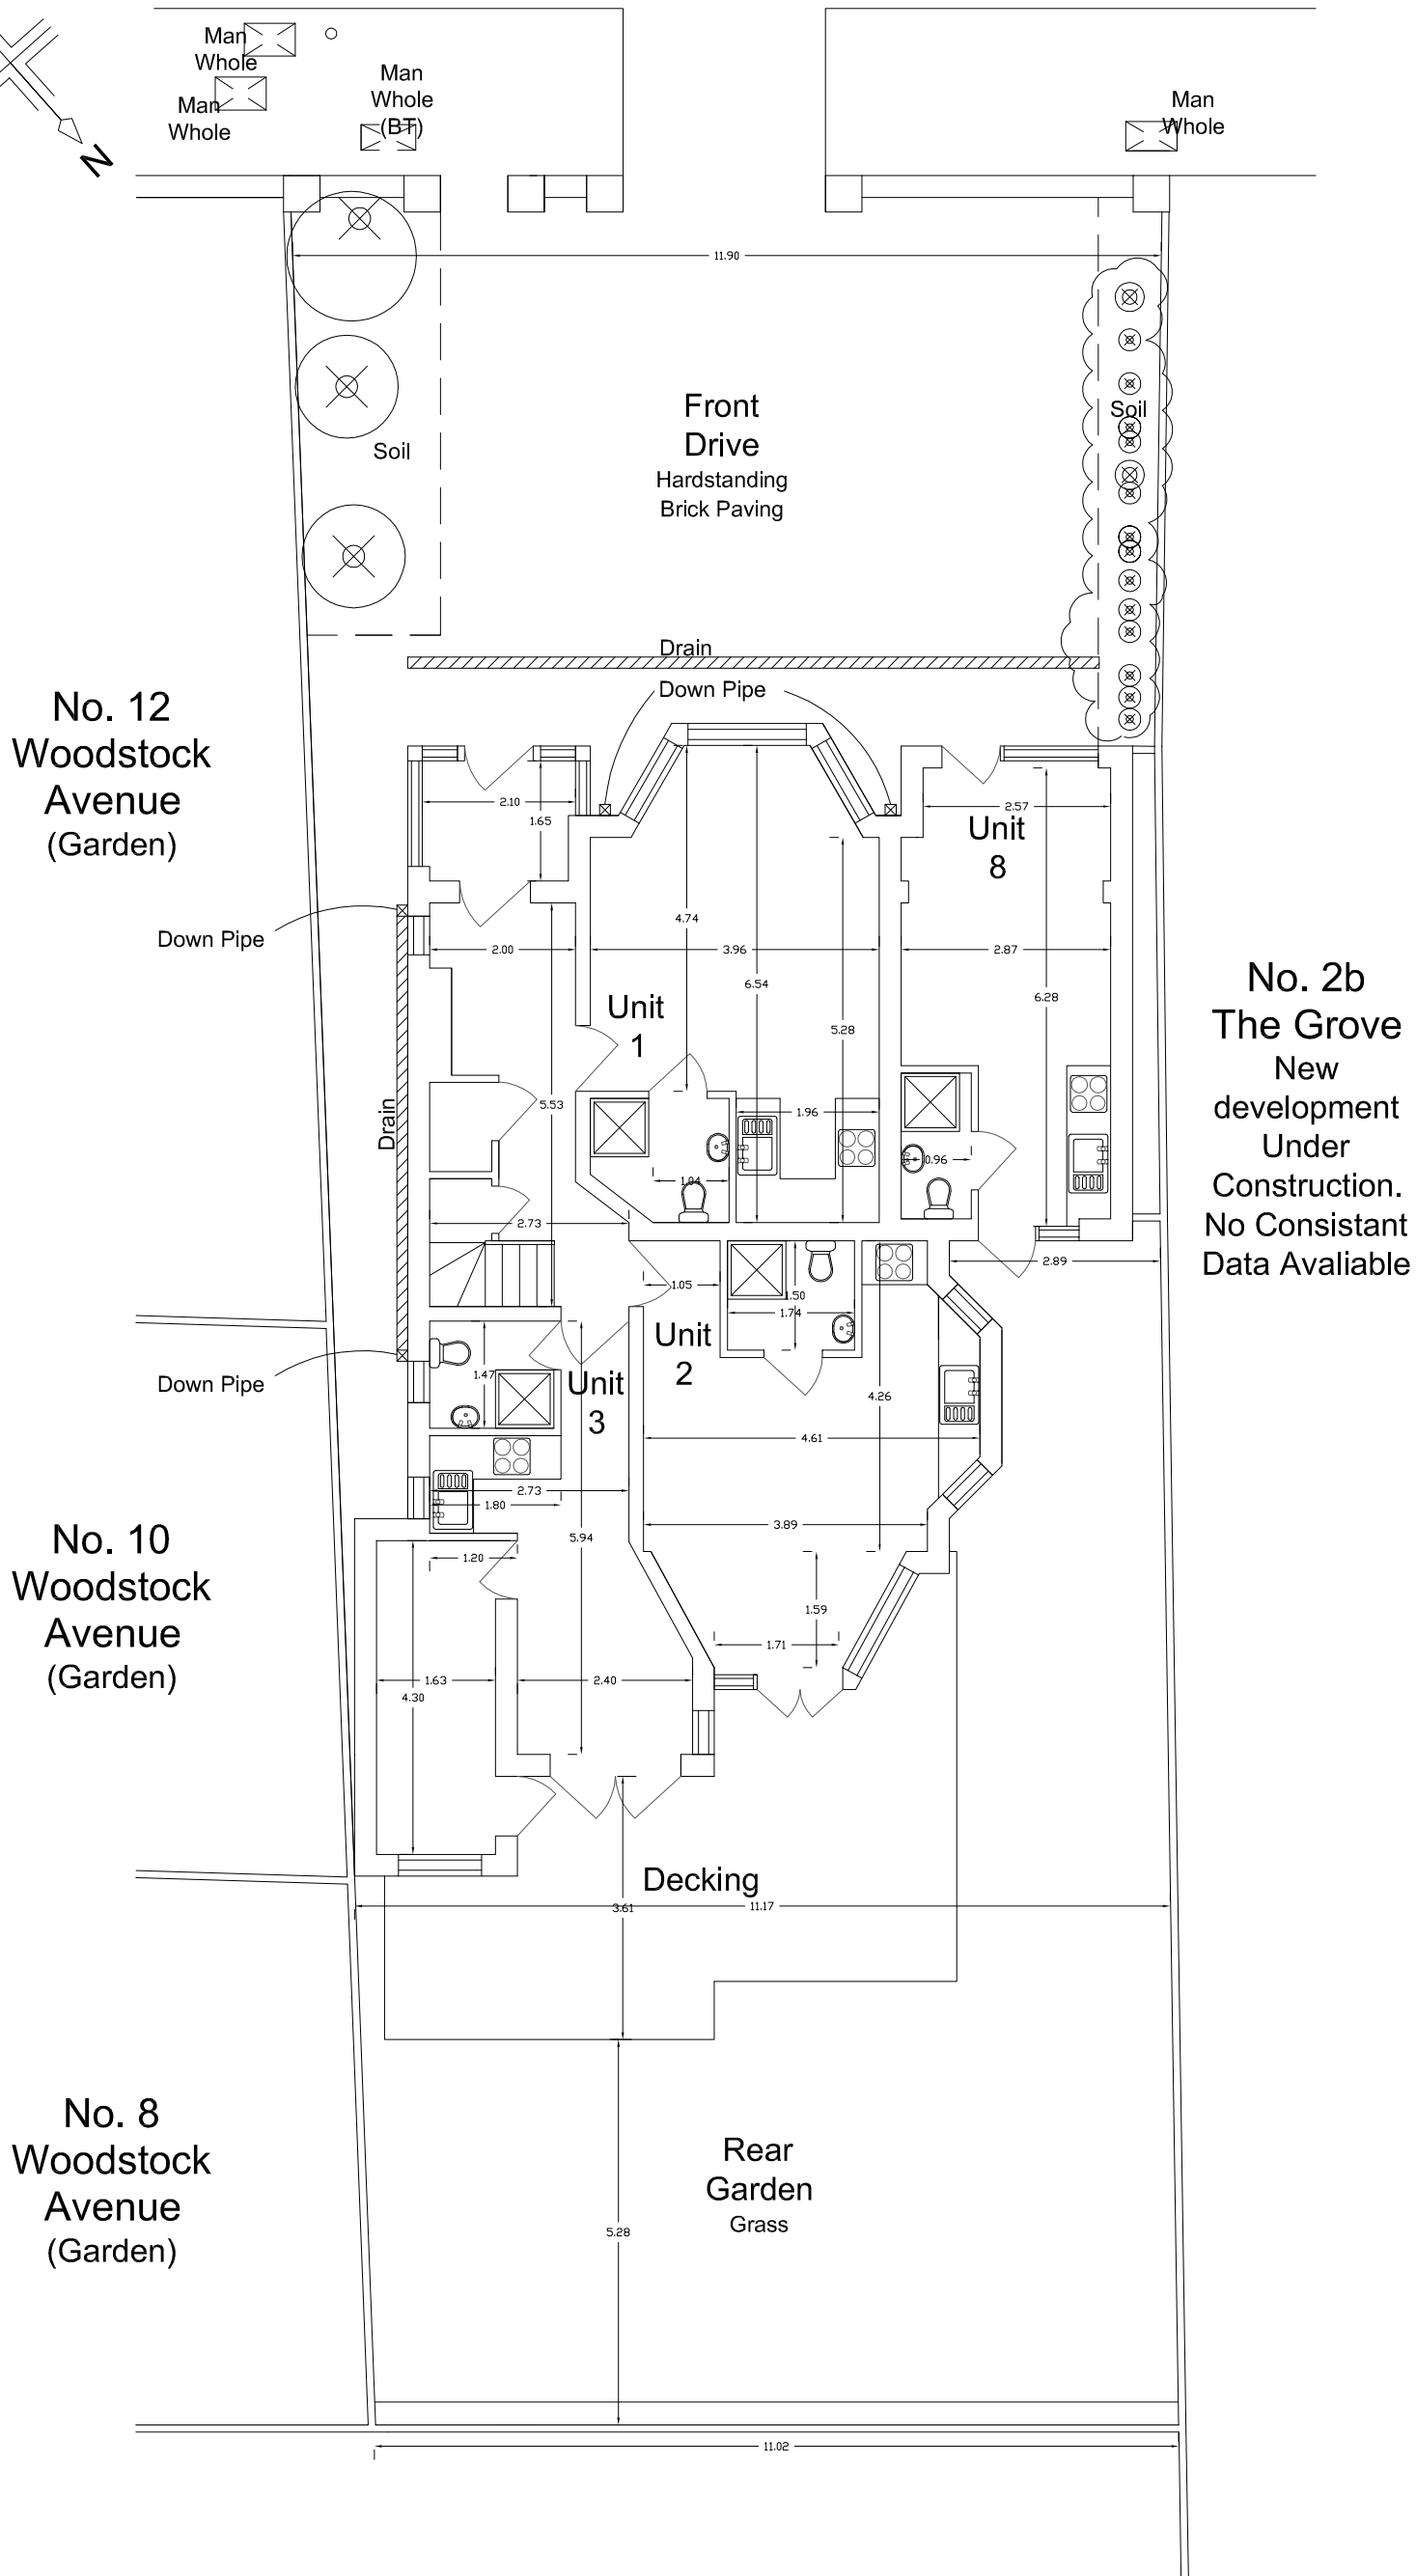 Man
Whole
Man
Whole
Man
Whole
(BT)
Man
Whole
N
11.90
Front
Drive
Hardstanding
Brick Paving
Soil
Soil
Drain
Down Pipe
No. 12
Woodstock
Avenue
(Garden)
2.10
1.65
2.57
Unit
8
Down Pipe
2.00
4.74
3.96
6.54
5.28
2.87
6.28
Unit
1
No. 2b
The Grove
New
development
Under
Construction.
No Consistant
Data Avaliable
Drain
5.53
1.96
1.04
0.96
2.73
2.89
1.05
1.50
1.74
Unit
2
Down Pipe
1.47
Unit
3
4.26
4.61
2.73
1.80
3.89
5.94
1.20
No. 10
Woodstock
Avenue
(Garden)
1.59
1.71
1.63
4.30
2.40
Decking
3.61
11.17
No. 8
Woodstock
Avenue
(Garden)
Rear
Garden
Grass
5.28
11.02